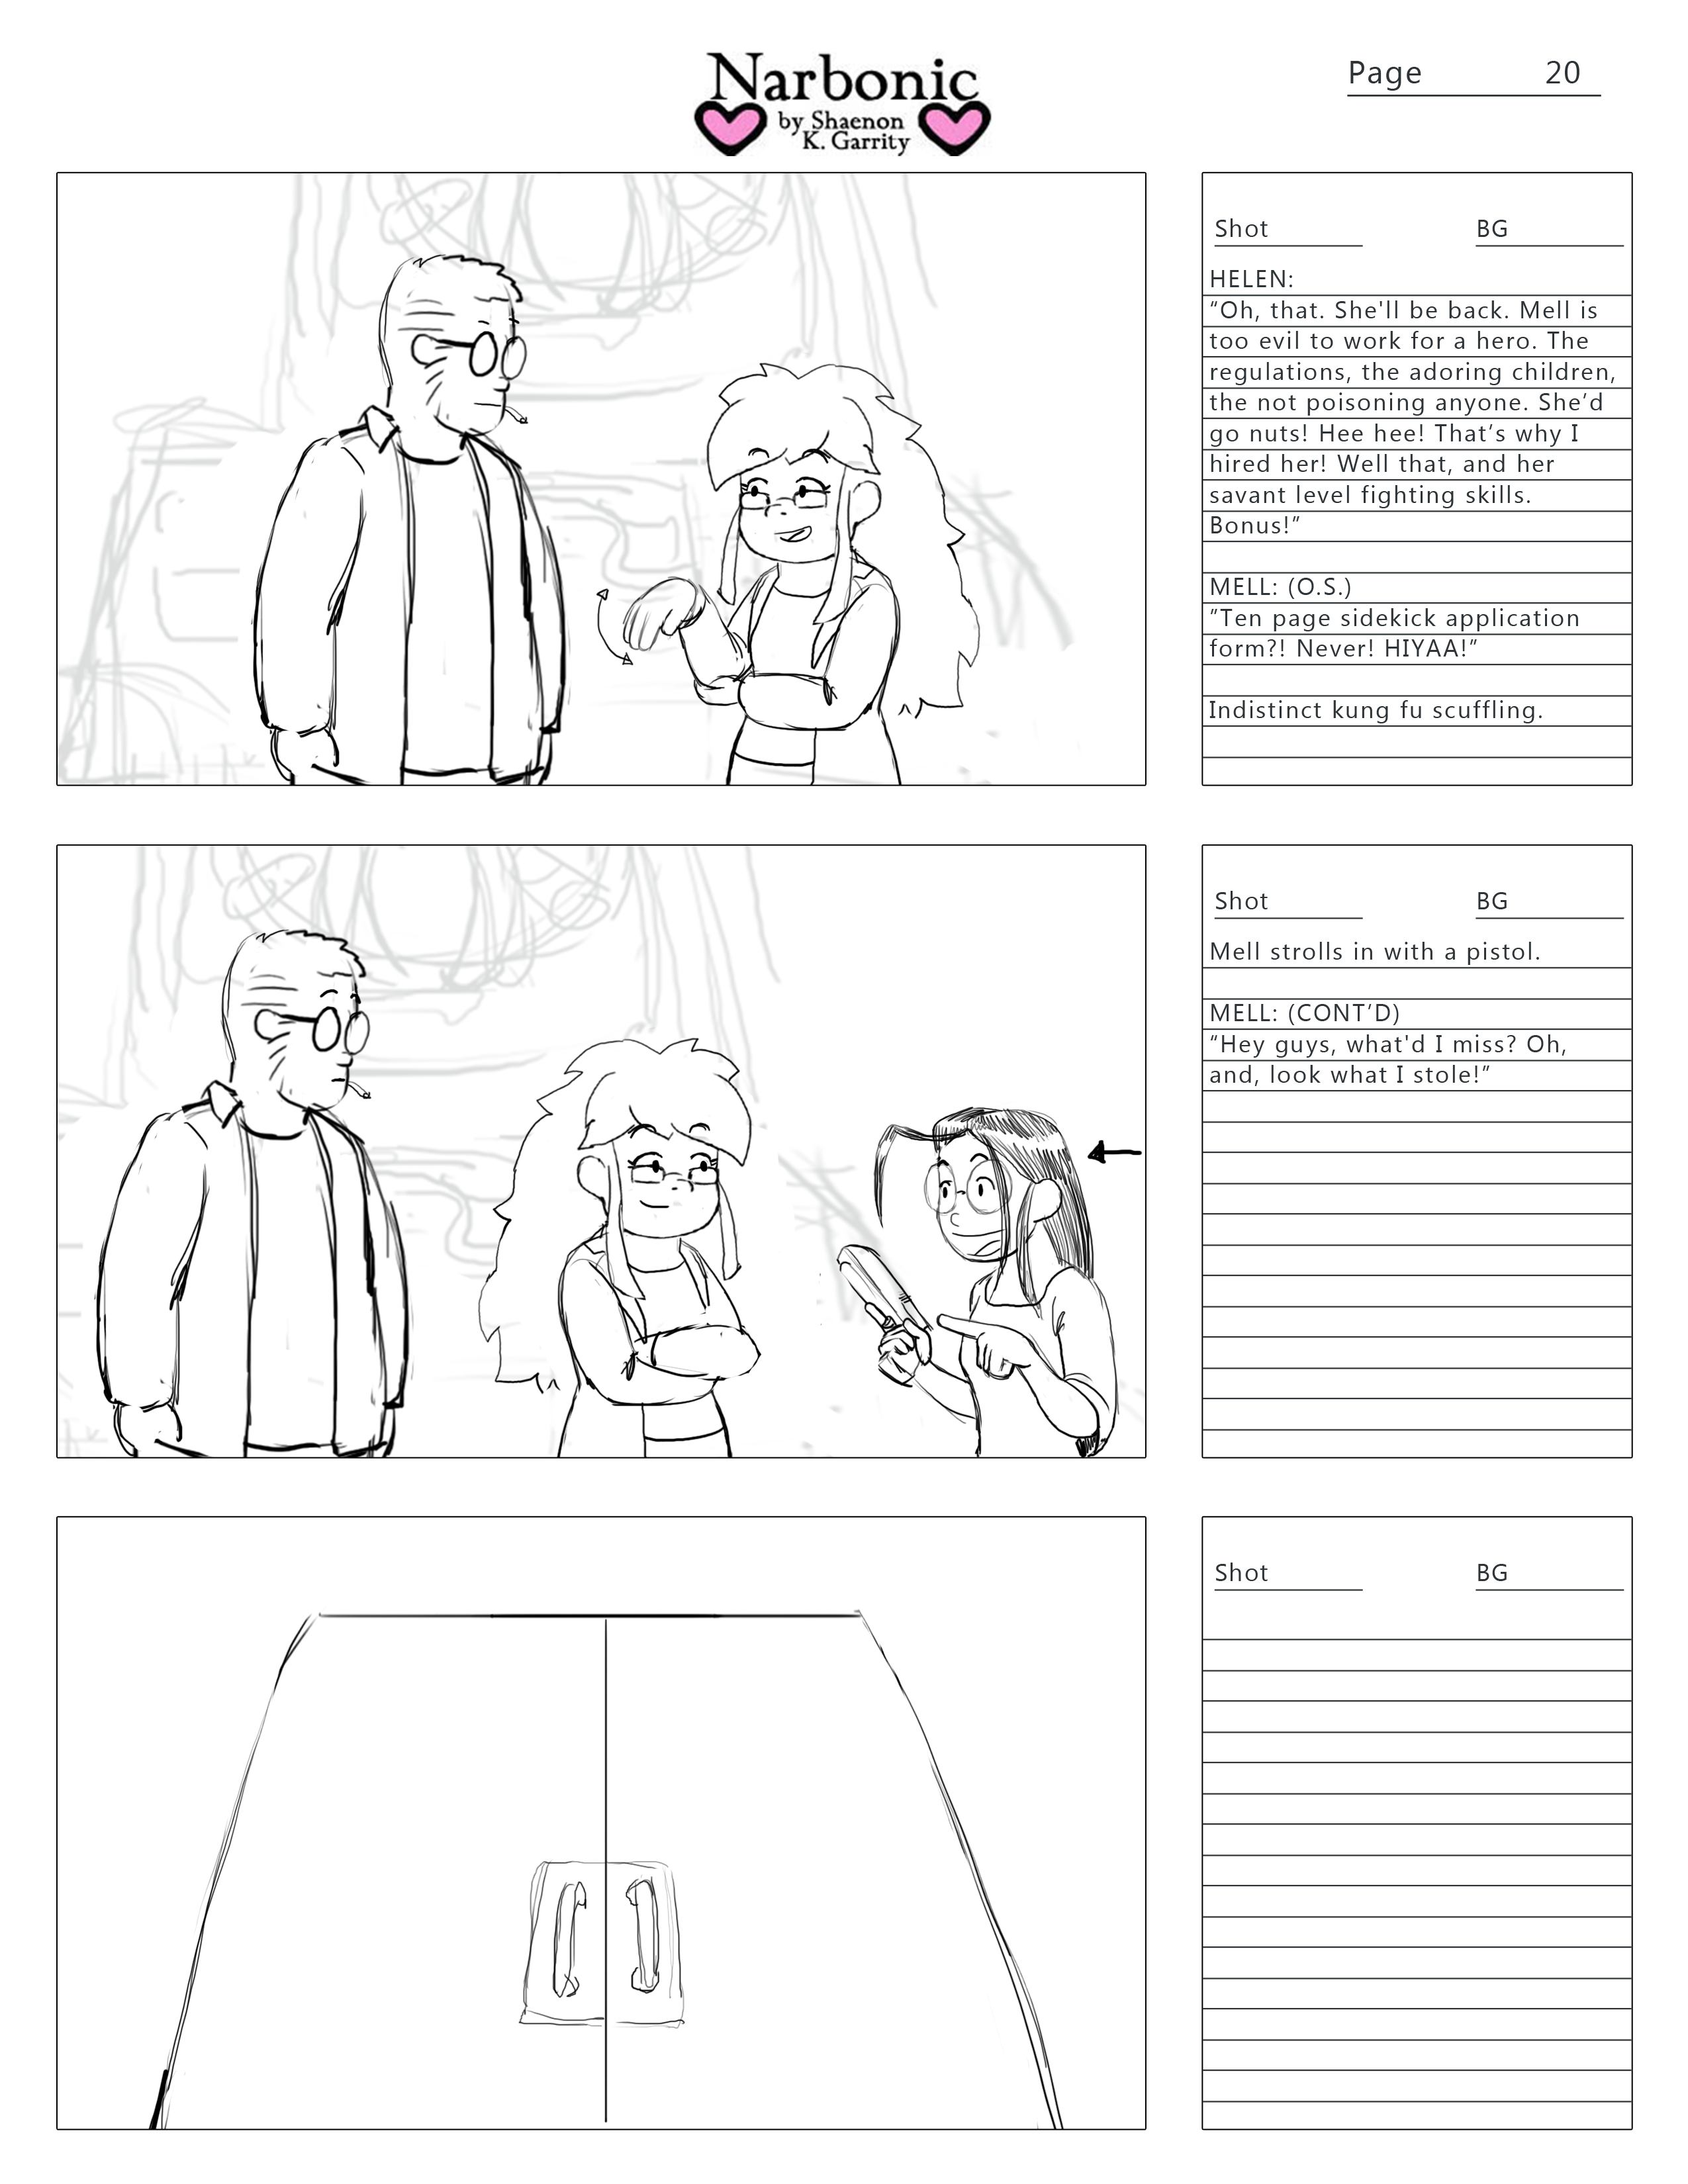 Narbonic
by Shaenon
K. Garrity
Page 20
Shot BG
HELEN:
“Oh, that. She'll be back. Mell is
too evil to work for a hero. The
regulations, the adoring children,
the not poisoning anyone. She’d
go nuts! Hee hee! That’s why I
hired her! Well that, and her
savant level fighting skills.
Bonus!”
MELL: (O.S.)
”Ten page sidekick application
form?! Never! HIYAA!”
Indistinct kung fu scuffling.
Shot BG
Mell strolls in with a pistol.
MELL: (CONT’D)
“Hey guys, what'd I miss? Oh,
and, look what I stole!”
Shot BG